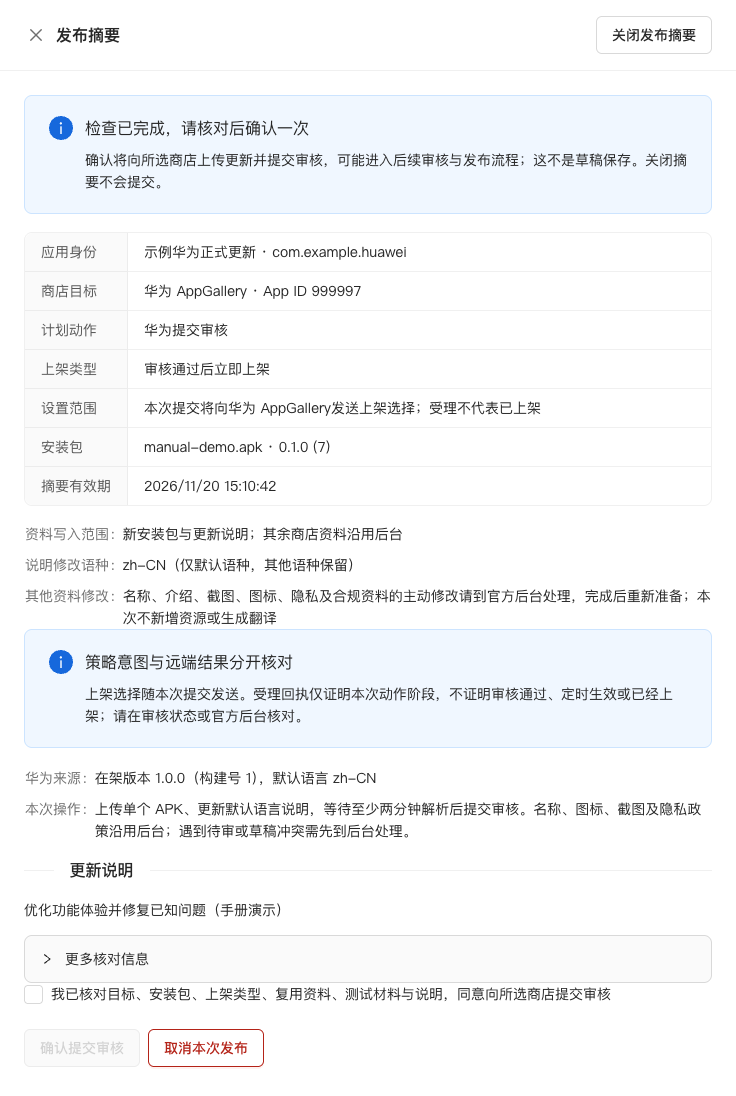 发布摘要
关闭发布摘要
检查已完成，请核对后确认一次
确认将向所选商店上传更新并提交审核，可能进入后续审核与发布流程；这不是草稿保存。关闭摘
要不会提交。
应用身份 示例华为正式更新 · com.example.huawei
商店目标 华为 AppGallery · App ID 999997
计划动作 华为提交审核
上架类型 审核通过后立即上架
设置范围 本次提交将向华为 AppGallery发送上架选择；受理不代表已上架
安装包 manual-demo.apk · 0.1.0 (7)
摘要有效期 2026/11/20 15:10:42
资料写入范围：新安装包与更新说明；其余商店资料沿用后台
说明修改语种：zh-CN（仅默认语种，其他语种保留）
其他资料修改：名称、介绍、截图、图标、隐私及合规资料的主动修改请到官方后台处理，完成后重新准备；本
次不新增资源或生成翻译
策略意图与远端结果分开核对
上架选择随本次提交发送。受理回执仅证明本次动作阶段，不证明审核通过、定时生效或已经上
架；请在审核状态或官方后台核对。
华为来源：在架版本 1.0.0（构建号 1），默认语言 zh-CN
本次操作：上传单个 APK、更新默认语言说明，等待至少两分钟解析后提交审核。名称、图标、截图及隐私政
策沿用后台；遇到待审或草稿冲突需先到后台处理。
更新说明
优化功能体验并修复已知问题（手册演示）
更多核对信息
我已核对目标、安装包、上架类型、复用资料、测试材料与说明，同意向所选商店提交审核
确认提交审核
取消本次发布